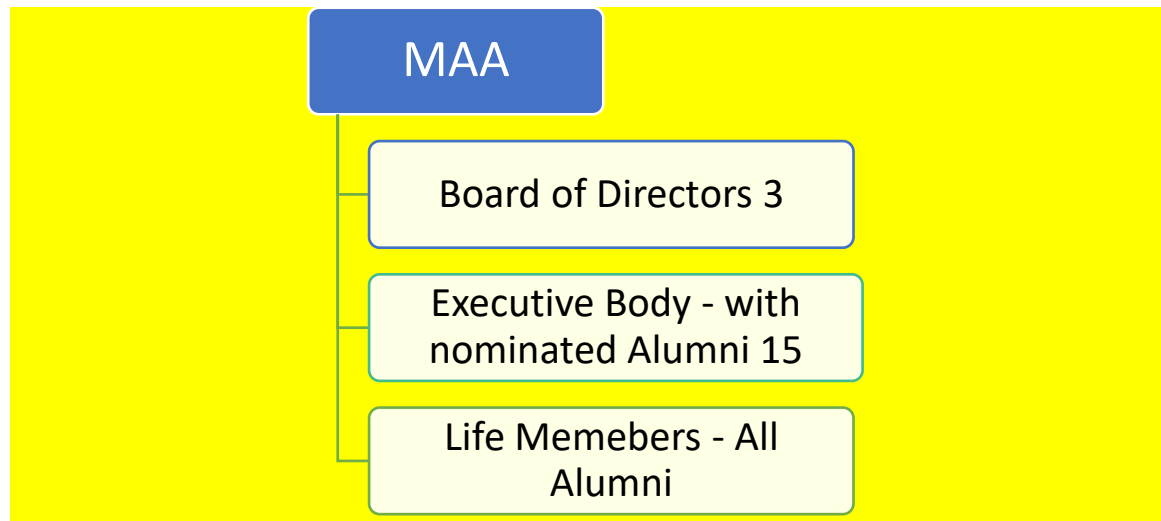 MAA
Board of Directors 3
Executive Body - with
nominated Alumni 15
Life Memebers - All
Alumni